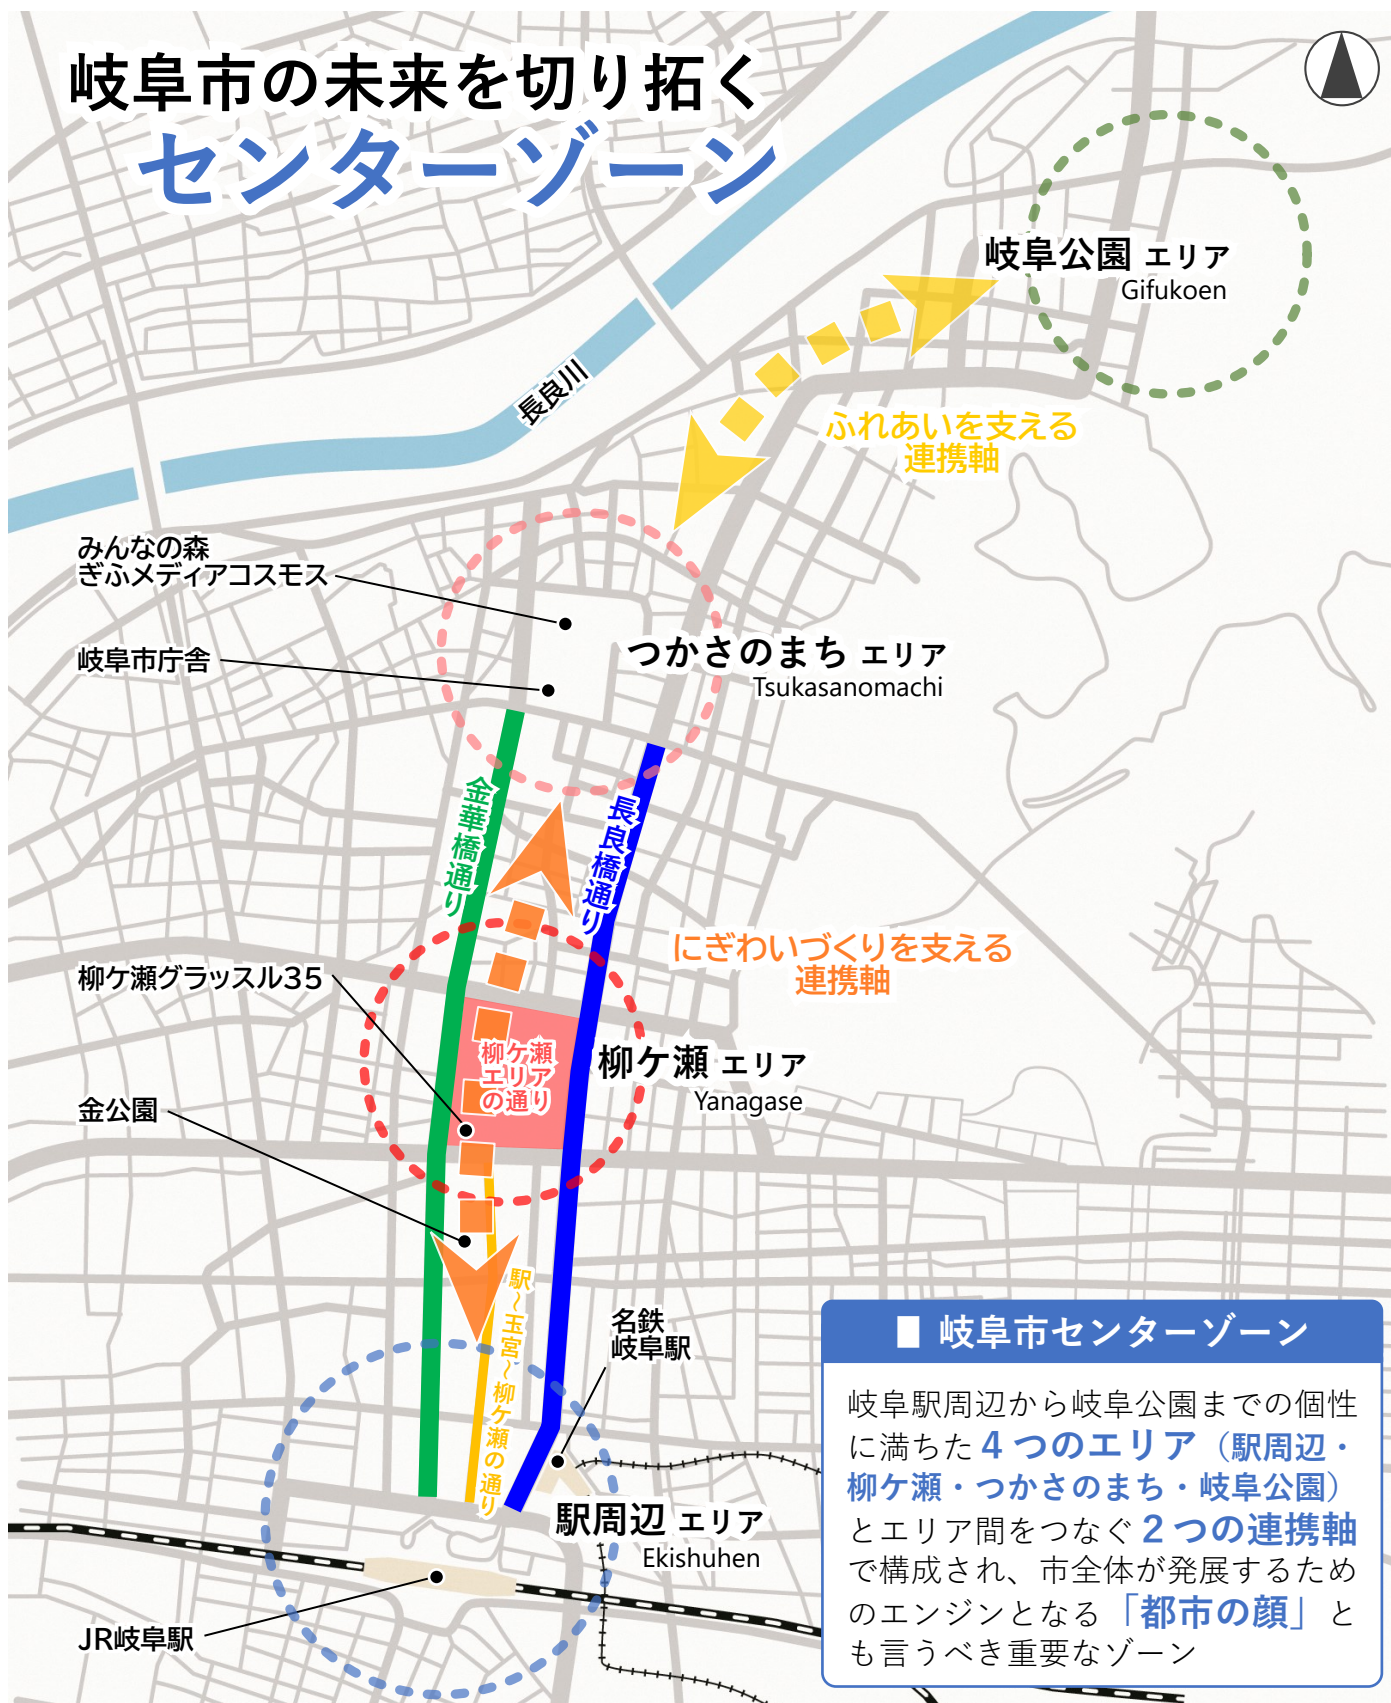 岐阜市の未来を切り拓く
センターゾーン
岐阜公園 エリア
Gifukoen
長良川
ふれあいを支える
連携軸
みんなの森
ぎふメディアコスモス
岐阜市庁舎
つかさのまち エリア
Tsukasanomachi
金華橋通り
長良橋通り
にぎわいづくりを支える
連携軸
柳ケ瀬グラッスル35
柳ケ瀬
エリア
の通り
柳ケ瀬 エリア
Yanagase
金公園
駅～玉宮～柳ケ瀬の通り
名鉄
岐阜駅
駅周辺 エリア
Ekishuhen
JR岐阜駅
■ 岐阜市センターゾーン
岐阜駅周辺から岐阜公園までの個性
に満ちた４つのエリア（駅周辺・
柳ケ瀬・つかさのまち・岐阜公園）
とエリア間をつなぐ２つの連携軸
で構成され、市全体が発展するため
のエンジンとなる「都市の顔」と
も言うべき重要なゾーン